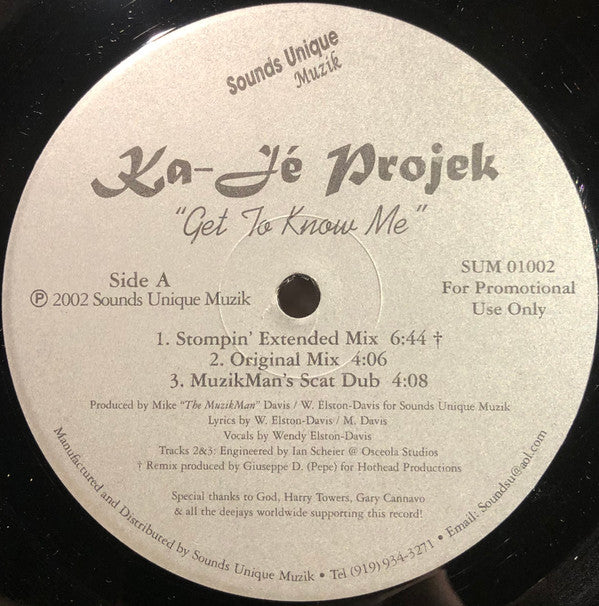 Sounds Unique
Muzik
Ka-Jé Projek
"Get To Know Me"
Side A
℗ 2002 Sounds Unique Muzik
SUM 01002
For Promotional
Use Only
1. Stompin' Extended Mix 6:44 †
2. Original Mix 4:06
3. MuzikMan's Scat Dub 4:08
Produced by Mike "The MuzikMan" Davis / W. Elston-Davis for Sounds Unique Muzik
Lyrics by W. Elston-Davis / M. Davis
Vocals by Wendy Elston-Davis
Tracks 2&3: Engineered by Ian Scheier @ Osceola Studios
† Remix produced by Giuseppe D. (Pepe) for Hothead Productions
Special thanks to God, Harry Towers, Gary Cannavo
& all the deejays worldwide supporting this record!
Manufactured and Distributed by Sounds Unique Muzik • Tel (919) 934-3271 • Email: Soundsu@aol.com